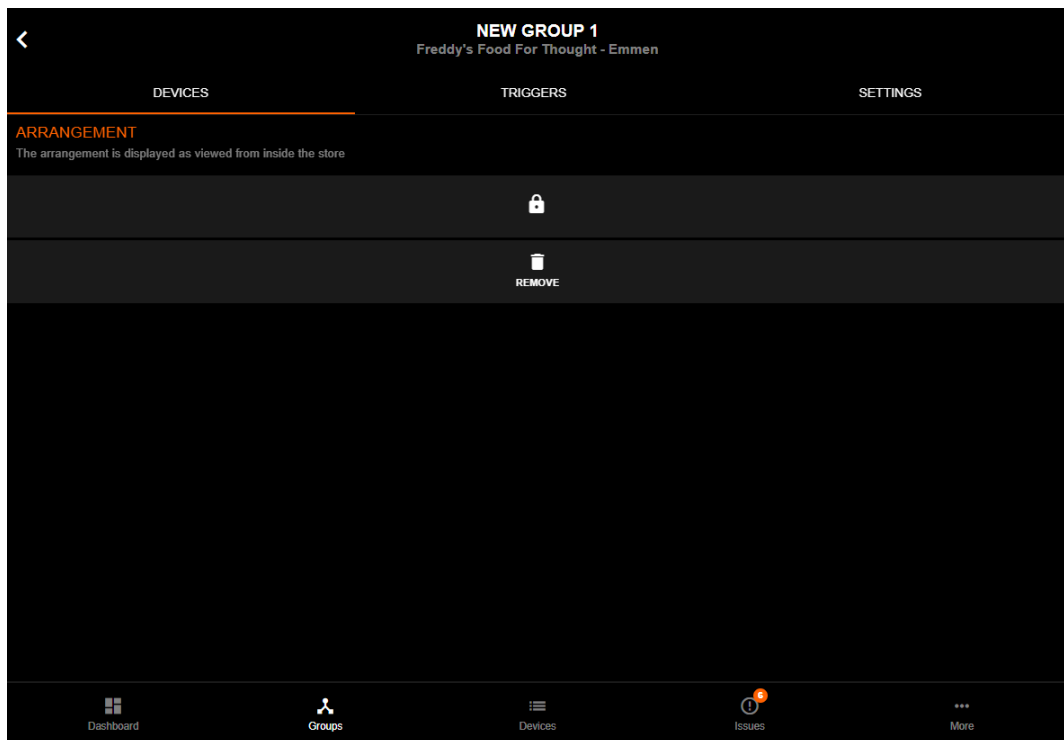 NEW GROUP 1
Freddy's Food For Thought - Emmen
DEVICES
TRIGGERS
SETTINGS
ARRANGEMENT
The arrangement is displayed as viewed from inside the store
REMOVE
6
Dashboard
Groups
Devices
Issues
More